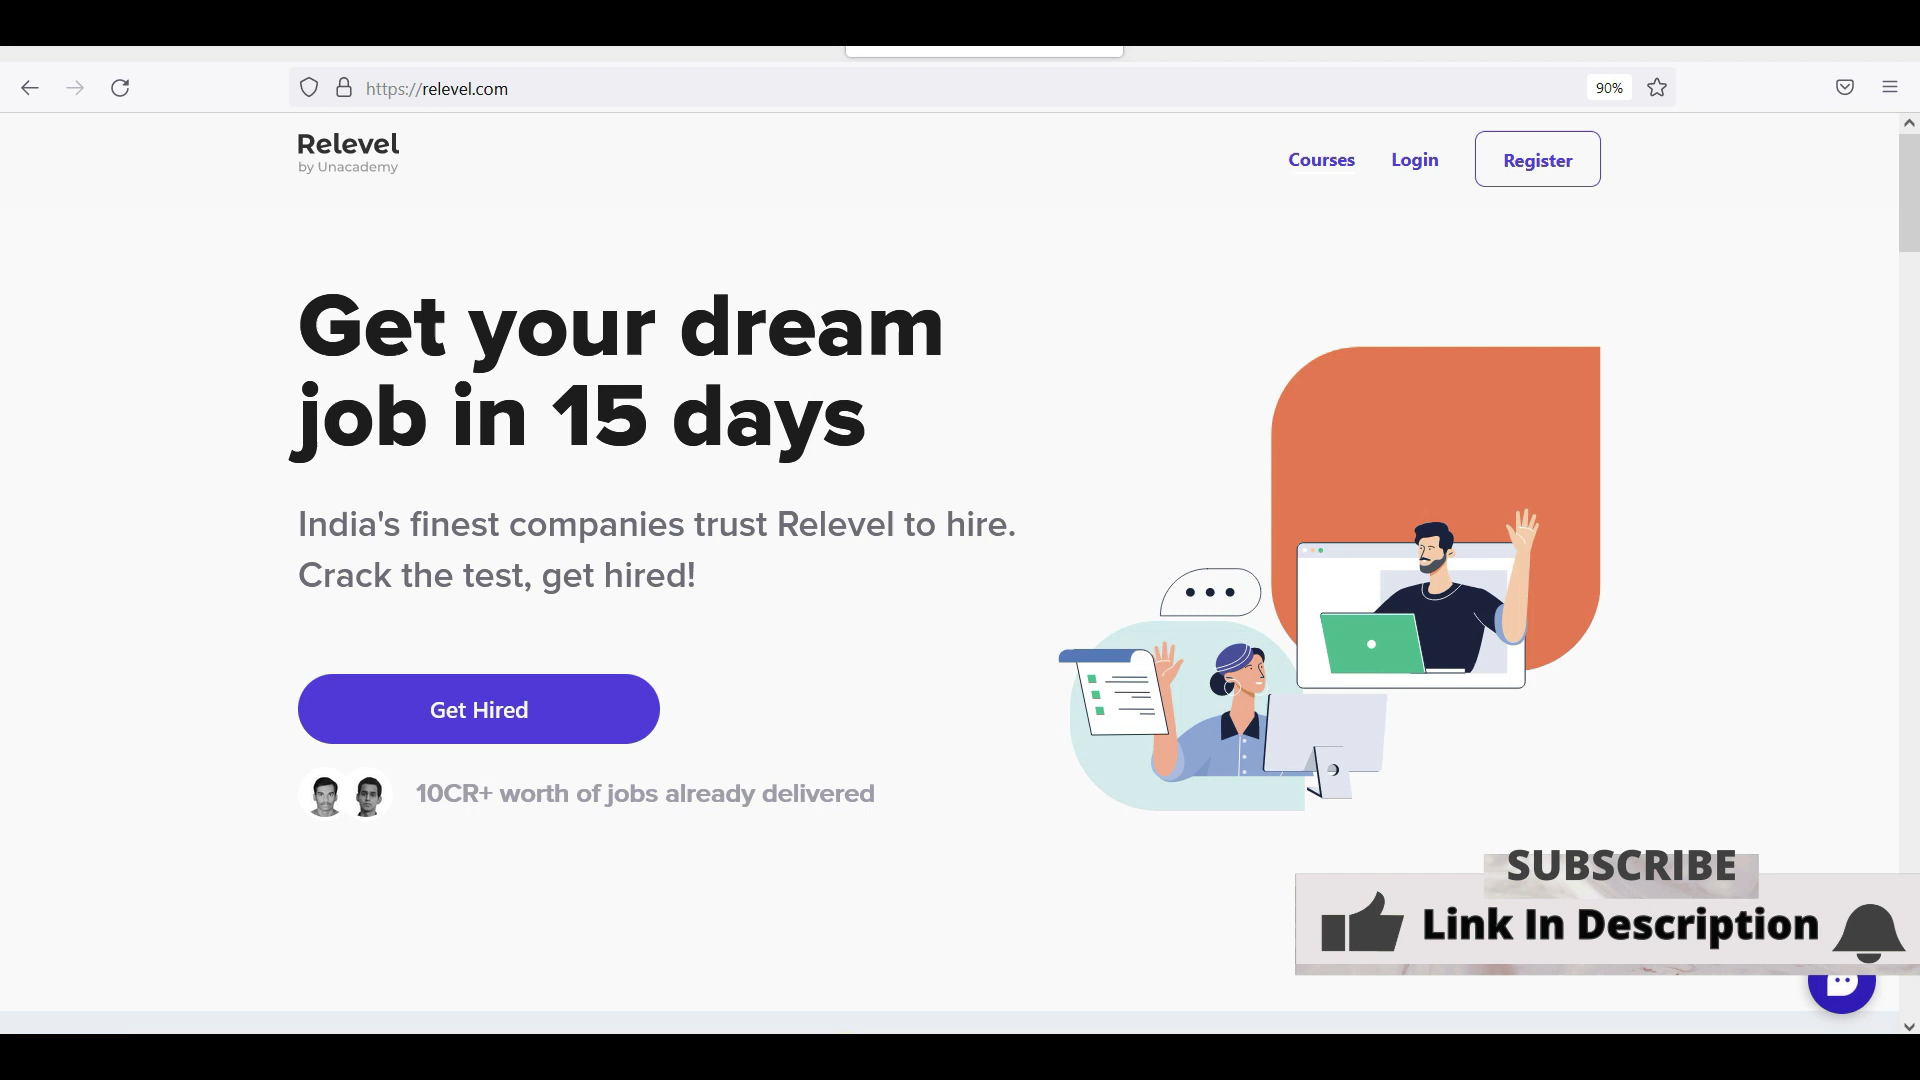 https://relevel.com
90%
Relevel
by Unacademy
Courses
Login
Register
Get your dream
job in 15 days
India's finest companies trust Relevel to hire.
Crack the test, get hired!
Get Hired
10CR+ worth of jobs already delivered
SUBSCRIBE
Link In Description